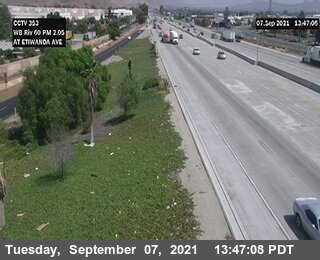 CCTV 353
WB Riv 60 PM 2.05
AT ETIWANDA AVE
07.Sep.2021 13:47:06
Tuesday, September 07, 2021 13:47:08 PDT